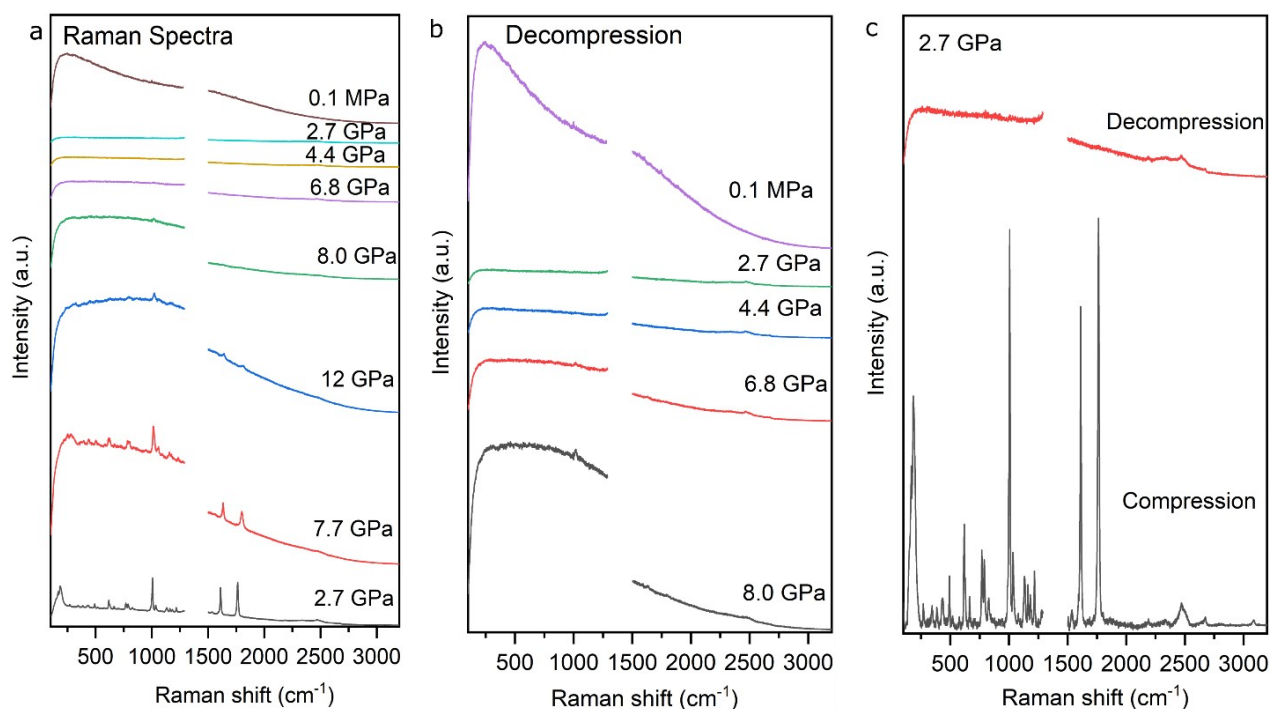 a
Raman Spectra
0.1 MPa
2.7 GPa
4.4 GPa
6.8 GPa
8.0 GPa
12 GPa
7.7 GPa
2.7 GPa
Intensity (a.u.)
500 1000 1500 2000 2500 3000
Raman shift (cm⁻¹)
b
Decompression
0.1 MPa
2.7 GPa
4.4 GPa
6.8 GPa
8.0 GPa
Intensity (a.u.)
500 1000 1500 2000 2500 3000
Raman shift (cm⁻¹)
c
2.7 GPa
Decompression
Compression
Intensity (a.u.)
500 1000 1500 2000 2500 3000
Raman shift (cm⁻¹)